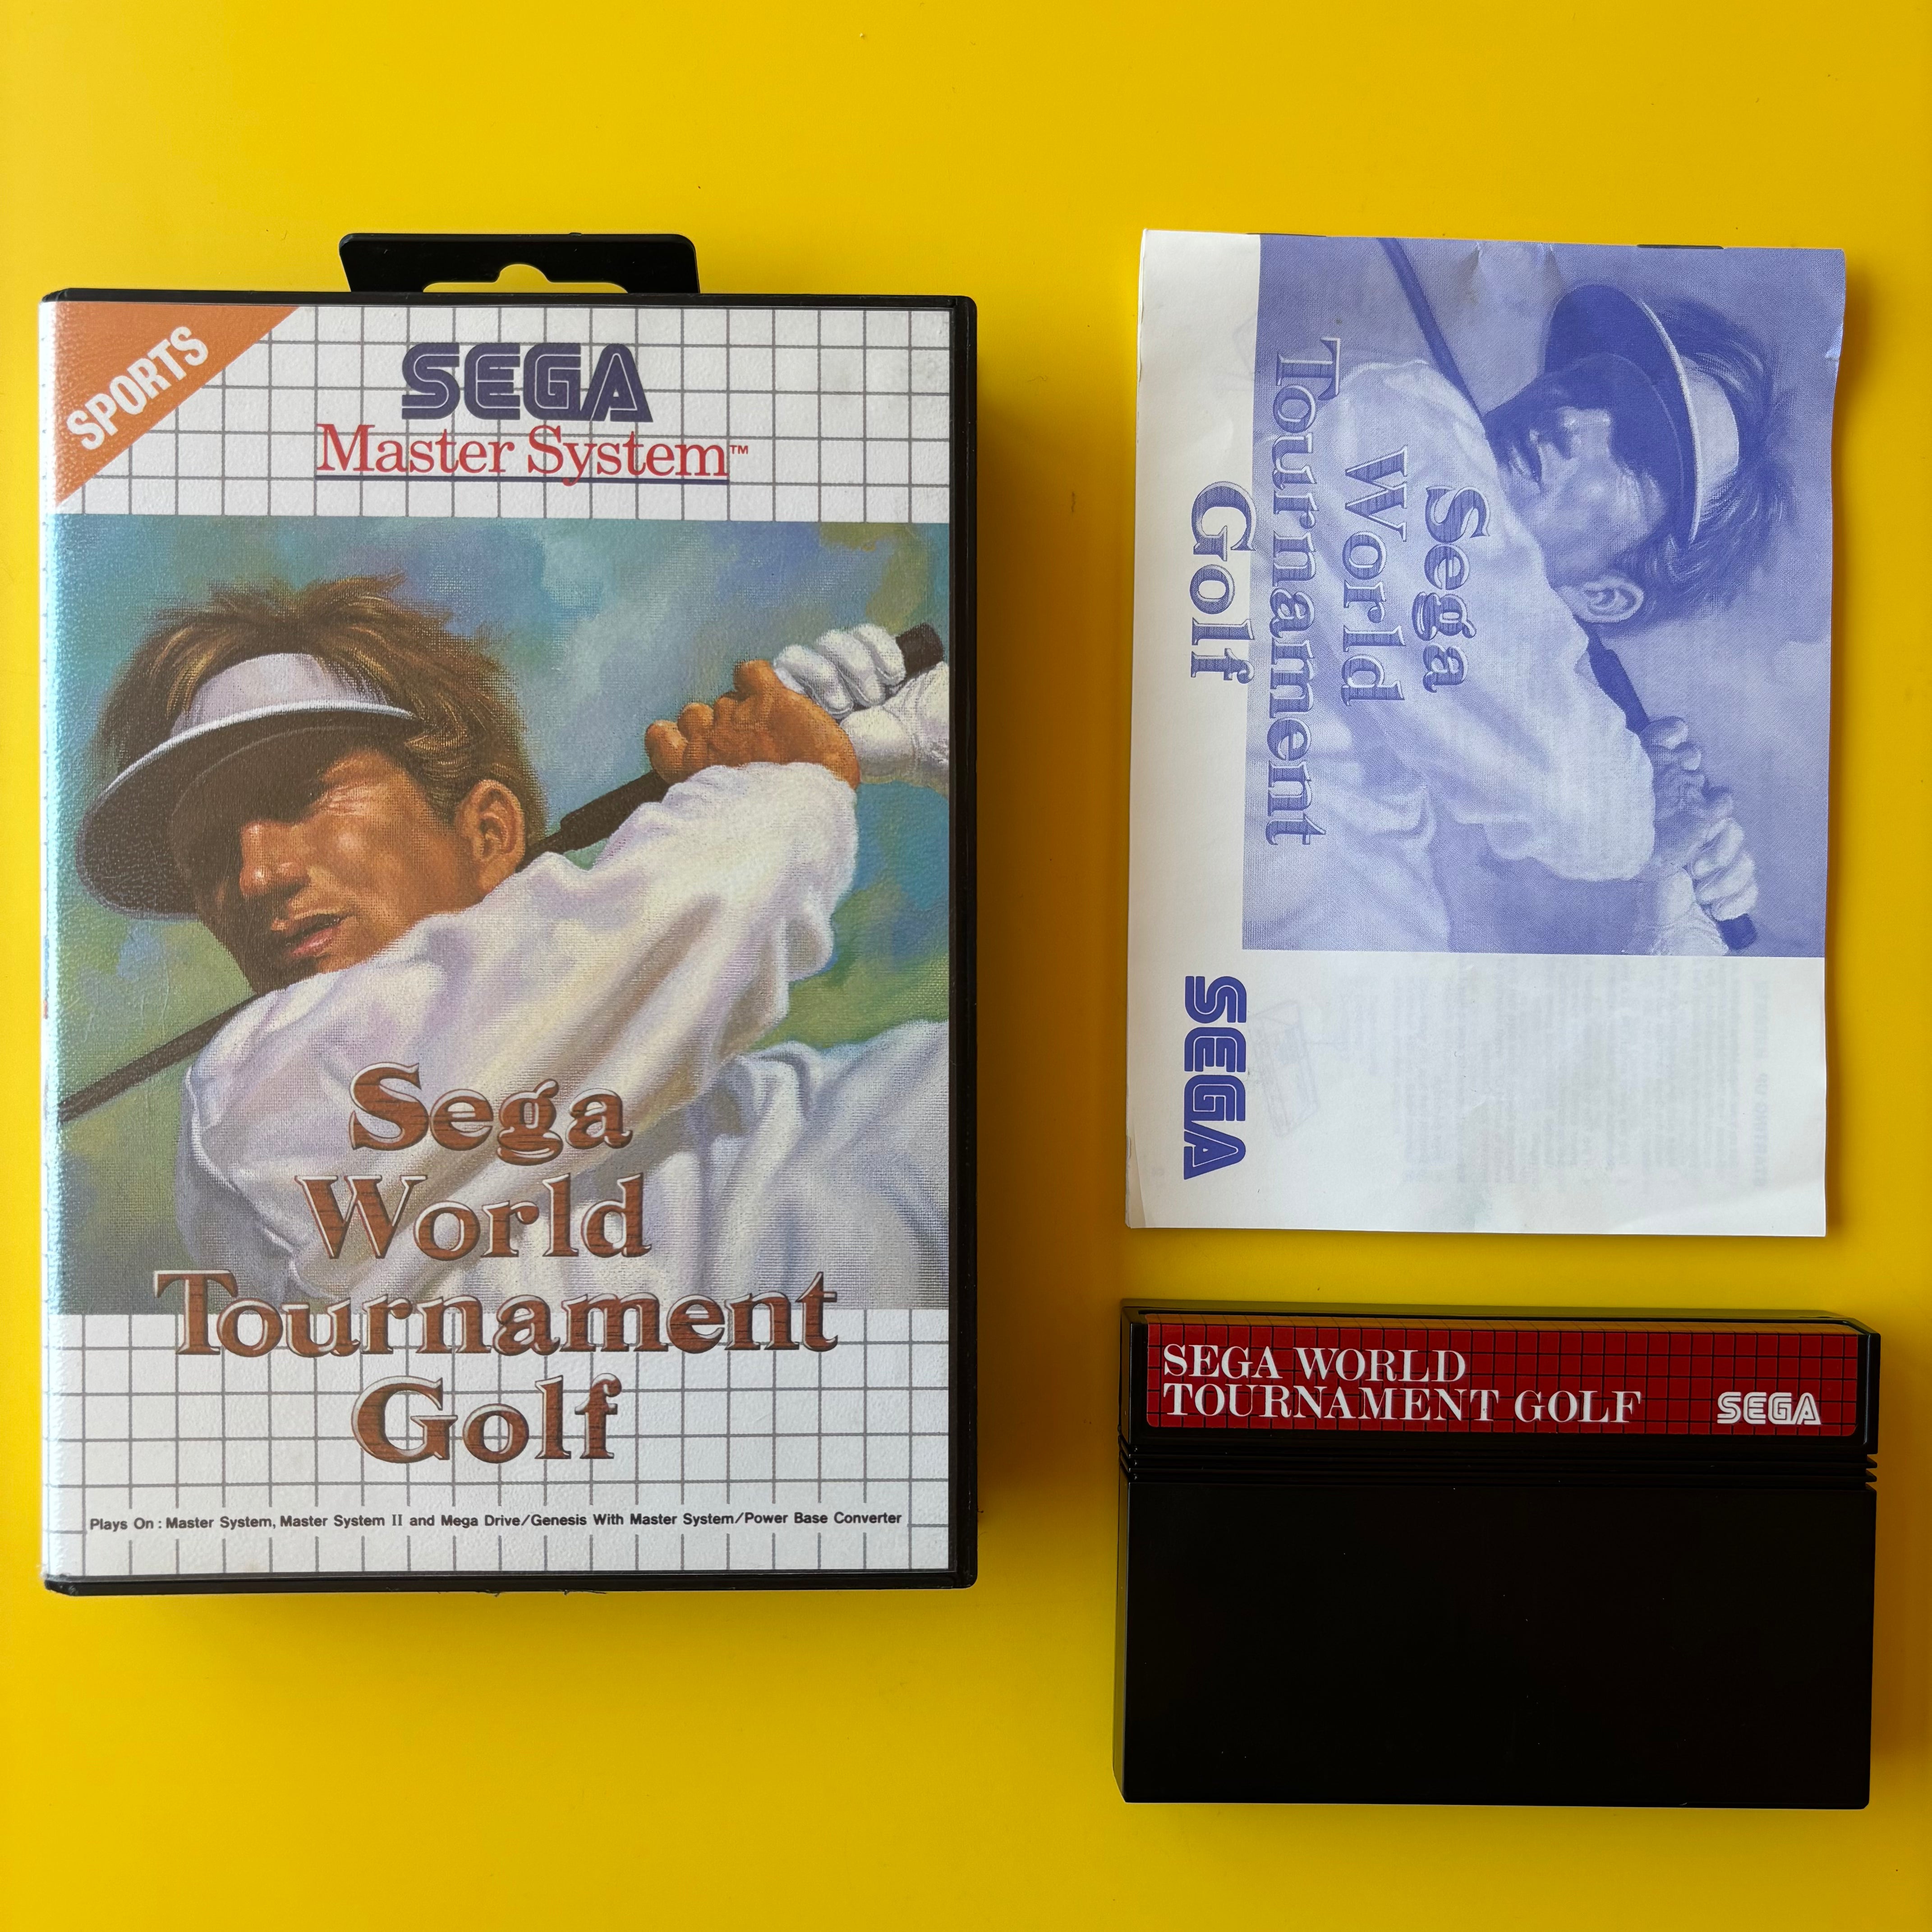 SPORTS
SEGA
Master System™
Sega
World
Tournament
Golf
Plays On : Master System, Master System II and Mega Drive/Genesis With Master System/Power Base Converter
Sega
World
Tournament
Golf
SEGA
SEGA WORLD
TOURNAMENT GOLF
SEGA